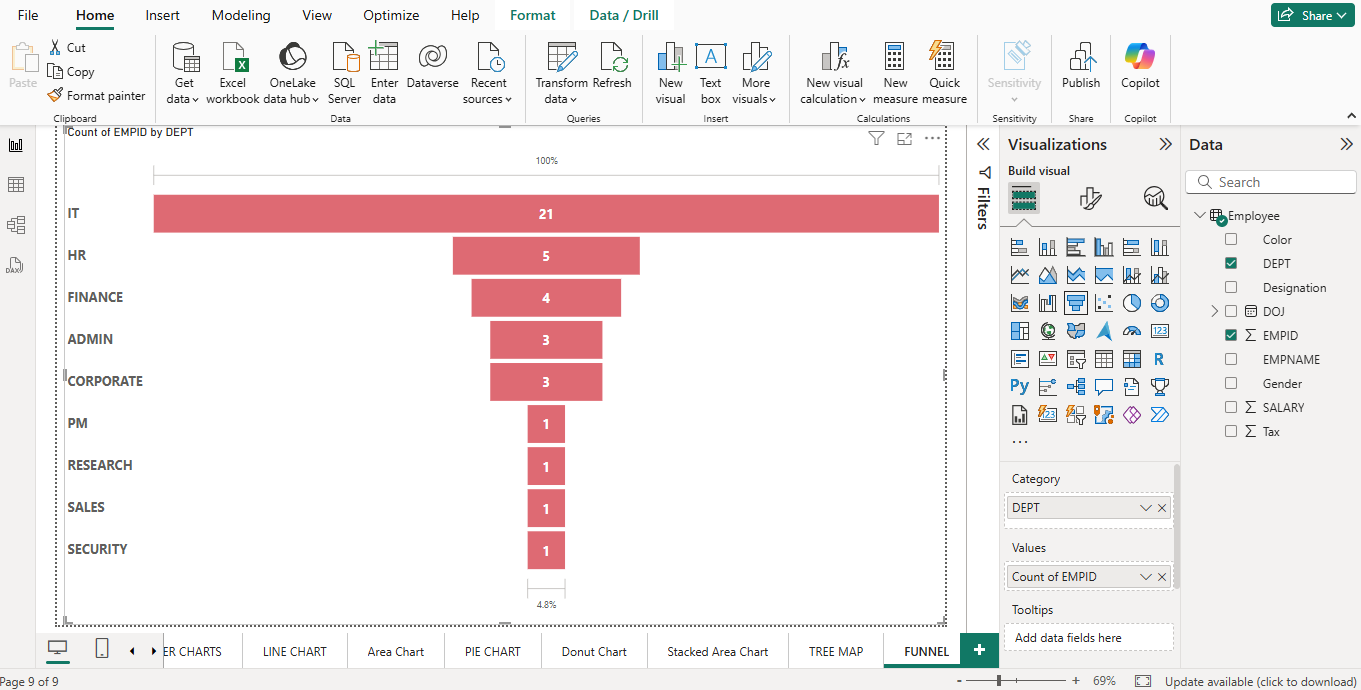 File Home Insert Modeling View Optimize Help Format Data / Drill Share
Paste
Cut
Copy
Format painter
Clipboard
Get data
Excel workbook
OneLake data hub
SQL Server
Enter data
Dataverse
Recent sources
Data
Transform data
Refresh
Queries
New visual
Text box
More visuals
Insert
New visual calculation
New measure
Quick measure
Calculations
Sensitivity
Sensitivity
Publish
Share
Copilot
Copilot
Count of EMPID by DEPT
100%
IT 21
HR 5
FINANCE 4
ADMIN 3
CORPORATE 3
PM 1
RESEARCH 1
SALES 1
SECURITY 1
4.8%
Filters
Visualizations
Build visual
123
R
Py
123
Category
DEPT
Values
Count of EMPID
Tooltips
Add data fields here
Data
Search
Employee
Color
DEPT
Designation
DOJ
EMPID
EMPNAME
Gender
SALARY
Tax
DAX
A
ER CHARTS LINE CHART Area Chart PIE CHART Donut Chart Stacked Area Chart TREE MAP FUNNEL +
Page 9 of 9 - + 69% Update available (click to download)